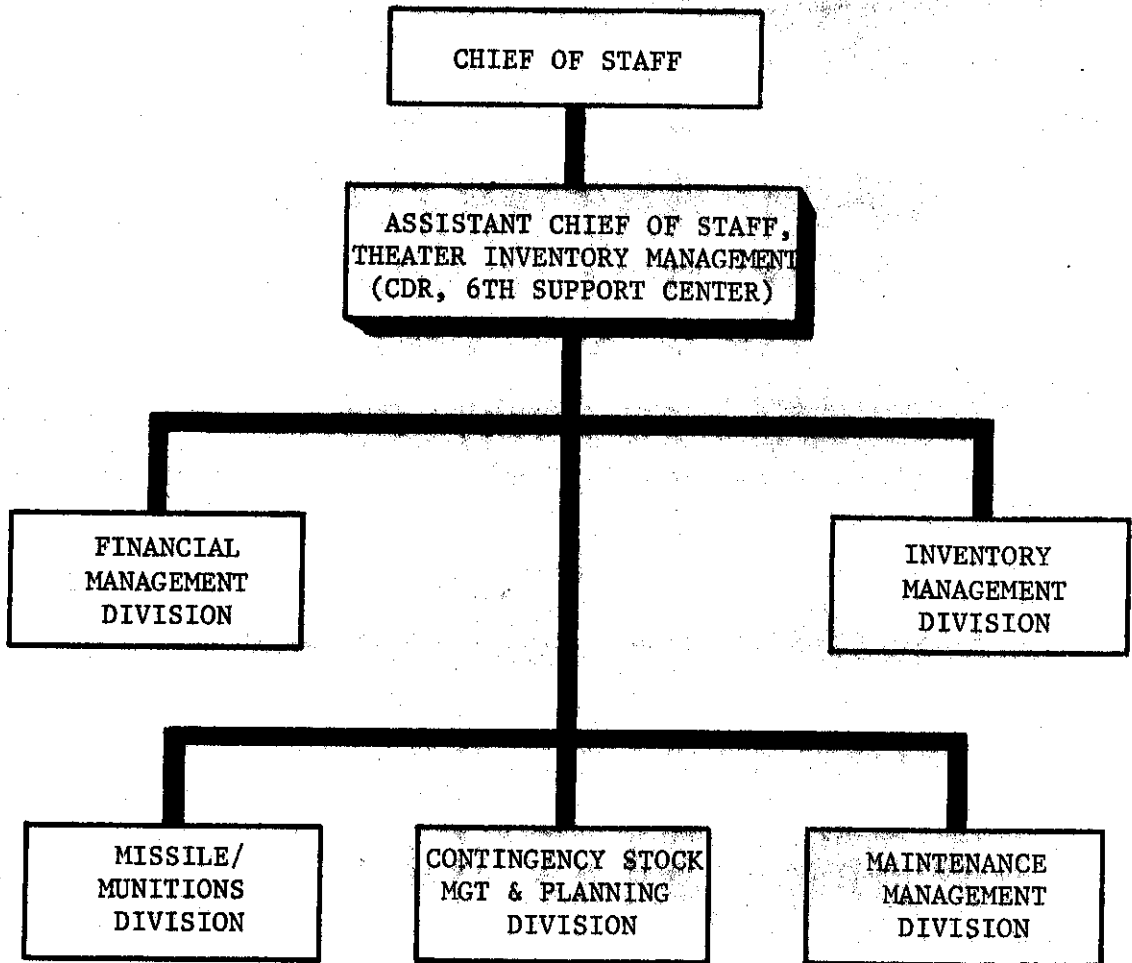 CHIEF OF STAFF
ASSISTANT CHIEF OF STAFF,
THEATER INVENTORY MANAGEMENT
(CDR, 6TH SUPPORT CENTER)
FINANCIAL
MANAGEMENT
DIVISION
INVENTORY
MANAGEMENT
DIVISION
MISSILE/
MUNITIONS
DIVISION
CONTINGENCY STOCK
MGT & PLANNING
DIVISION
MAINTENANCE
MANAGEMENT
DIVISION